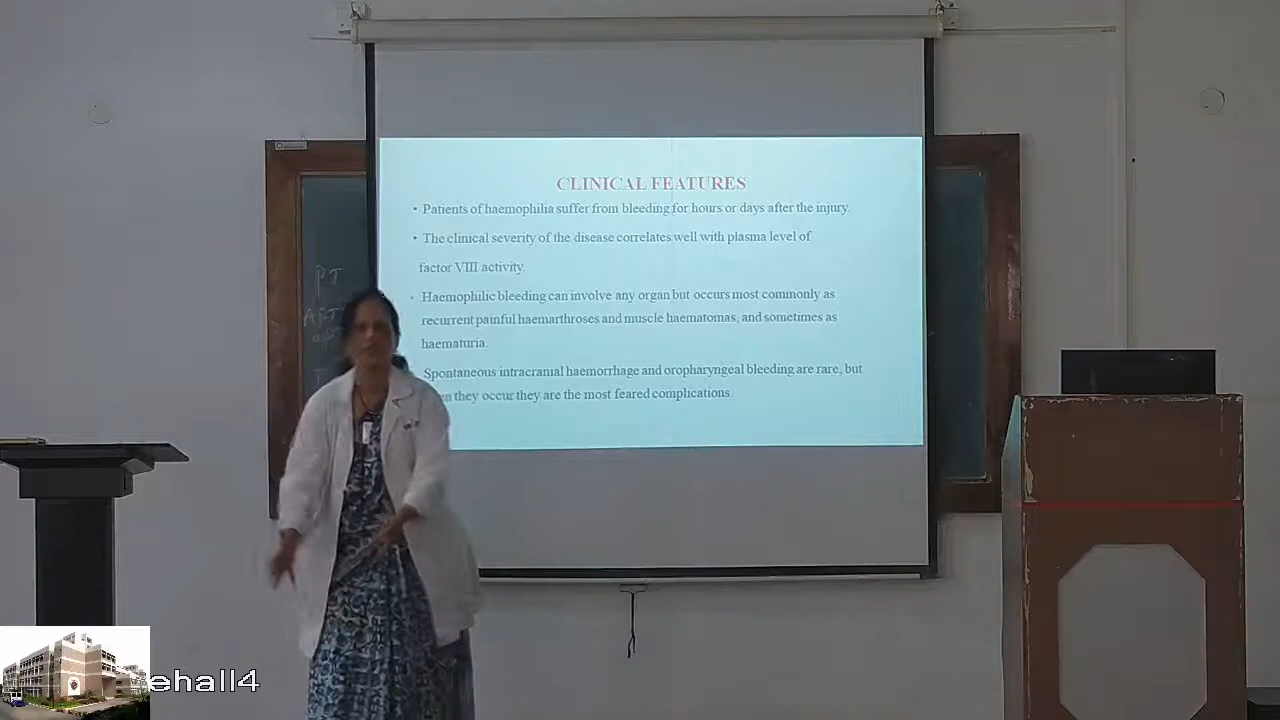 CLINICAL FEATURES
• Patients of haemophilia suffer from bleeding for hours or days after the injury.
• The clinical severity of the disease correlates well with plasma level of
factor VIII activity.
• Haemophilic bleeding can involve any organ but occurs most commonly as
recurrent painful haemarthroses and muscle haematomas, and sometimes as
haematuria.
Spontaneous intracranial haemorrhage and oropharyngeal bleeding are rare, but
they occur they are the most feared complications.
PT
ehall4